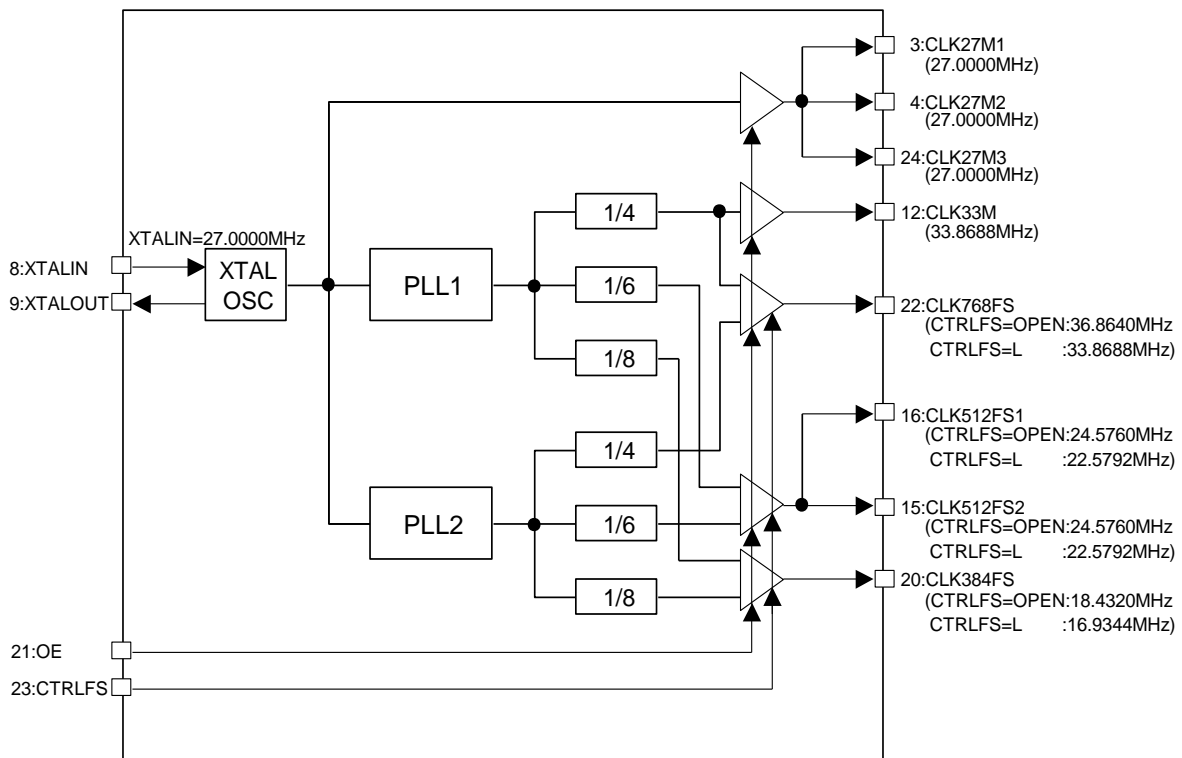 3:CLK27M1
(27.0000MHz)
4:CLK27M2
(27.0000MHz)
24:CLK27M3
(27.0000MHz)
1/4
12:CLK33M
(33.8688MHz)
XTALIN=27.0000MHz
8:XTALIN
9:XTALOUT
XTAL
OSC
PLL1
1/6
22:CLK768FS
(CTRLFS=OPEN:36.8640MHz
CTRLFS=L :33.8688MHz)
1/8
16:CLK512FS1
(CTRLFS=OPEN:24.5760MHz
CTRLFS=L :22.5792MHz)
1/4
PLL2
1/6
15:CLK512FS2
(CTRLFS=OPEN:24.5760MHz
CTRLFS=L :22.5792MHz)
1/8
20:CLK384FS
(CTRLFS=OPEN:18.4320MHz
CTRLFS=L :16.9344MHz)
21:OE
23:CTRLFS